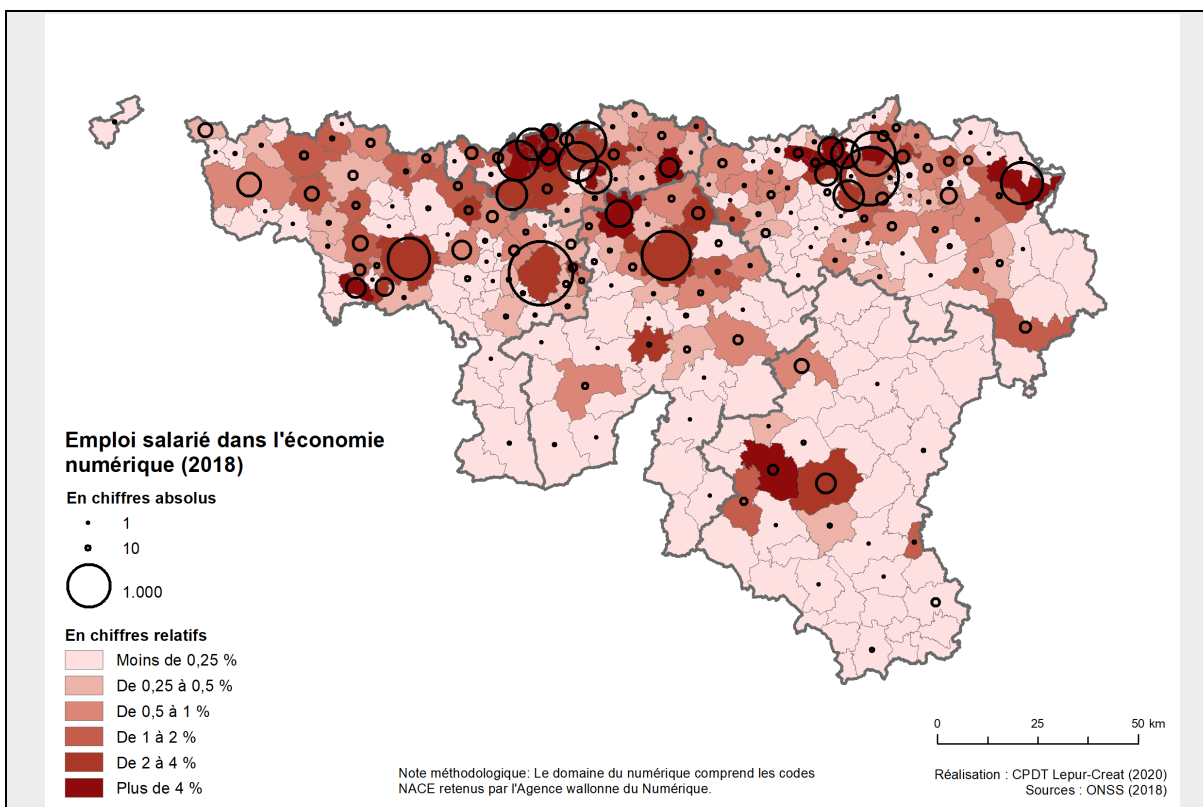 Emploi salarié dans l'économie
numérique (2018)
En chiffres absolus
1
10
1.000
En chiffres relatifs
Moins de 0,25 %
De 0,25 à 0,5 %
De 0,5 à 1 %
De 1 à 2 %
De 2 à 4 %
Plus de 4 %
Note méthodologique: Le domaine du numérique comprend les codes
NACE retenus par l'Agence wallonne du Numérique.
0 25 50 km
Réalisation : CPDT Lepur-Creat (2020)
Sources : ONSS (2018)